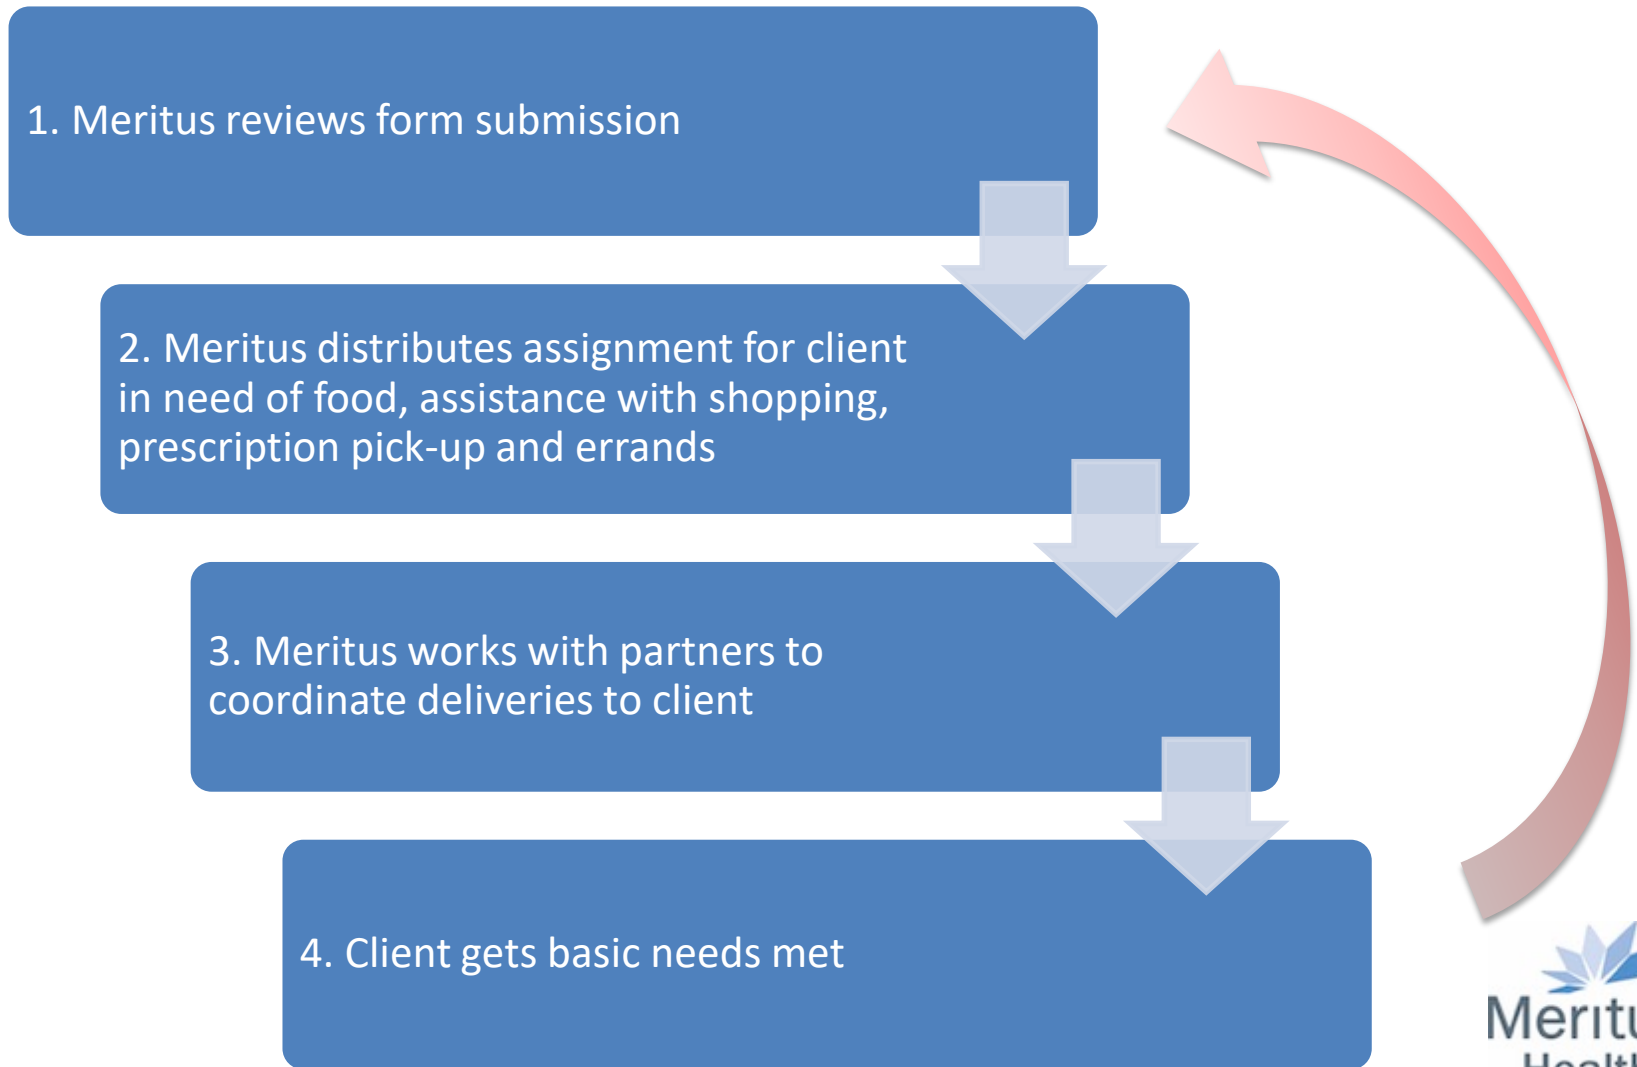 1. Meritus reviews form submission
2. Meritus distributes assignment for client
in need of food, assistance with shopping,
prescription pick-up and errands
3. Meritus works with partners to
coordinate deliveries to client
4. Client gets basic needs met